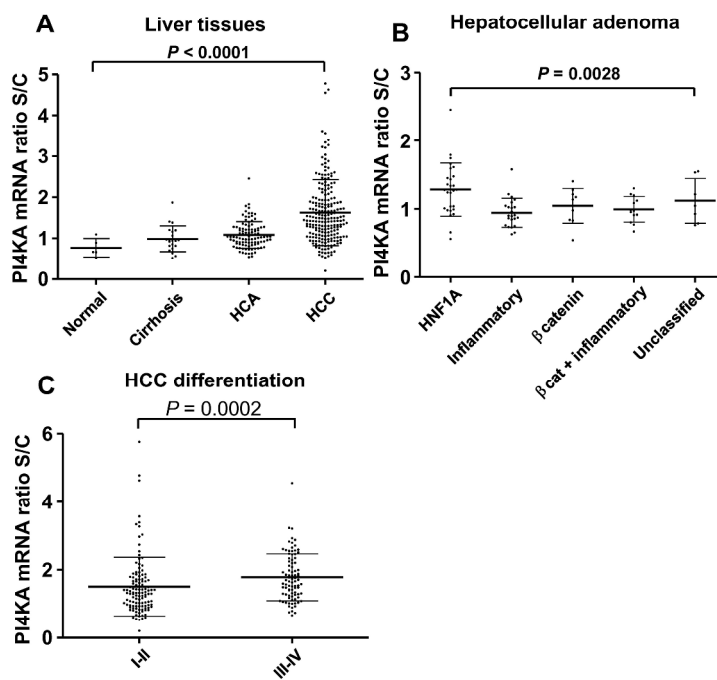 A
Liver tissues
P < 0.0001
PI4KA mRNA ratio S/C
5
4
3
2
1
0
Normal
Cirrhosis
HCA
HCC
B
Hepatocellular adenoma
P = 0.0028
PI4KA mRNA ratio S/C
3
2
1
0
HNF1A
Inflammatory
β catenin
β cat + inflammatory
Unclassified
C
HCC differentiation
P = 0.0002
PI4KA mRNA ratio S/C
6
4
2
0
I-II
III-IV